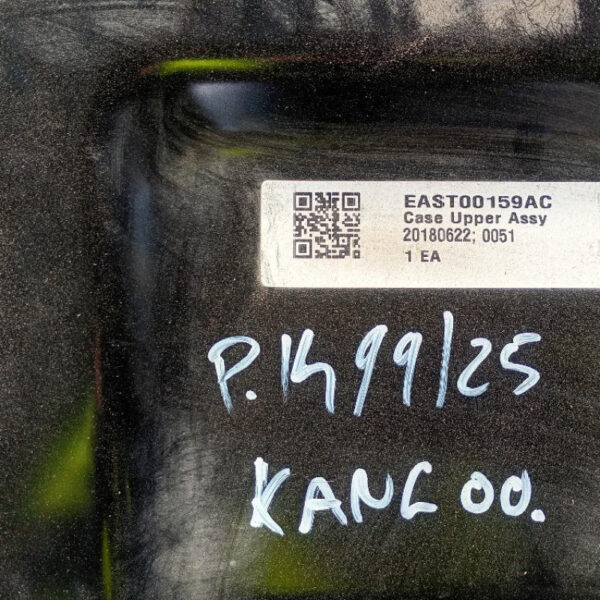 EAST00159AC
Case Upper Assy
20180622; 0051
1 EA
P.1499/25
KANGOO.